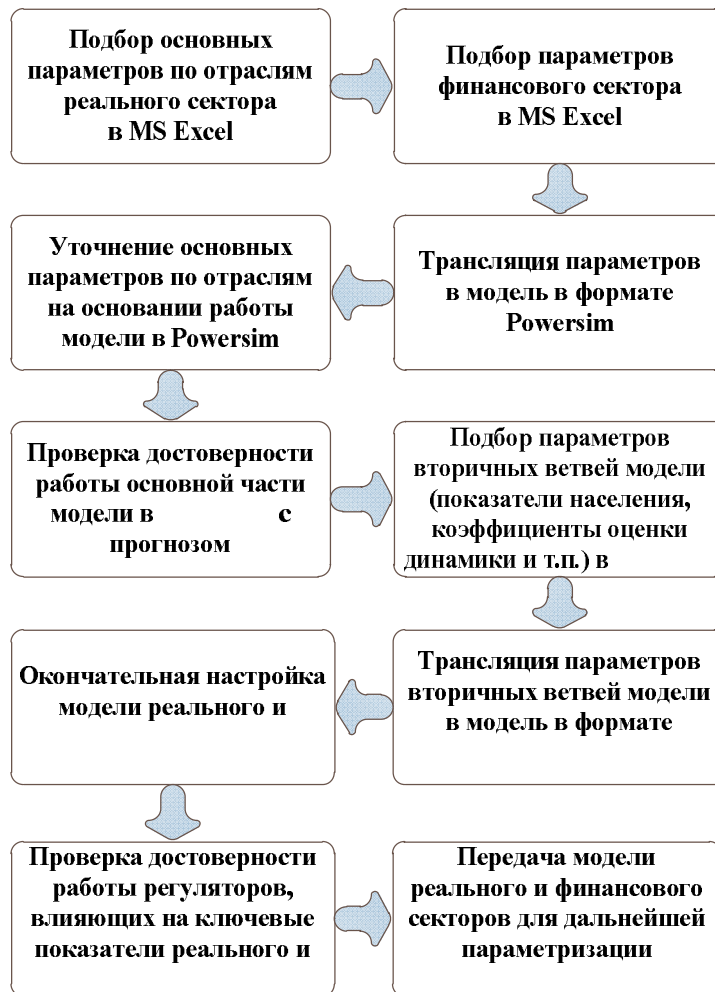 Подбор основных
параметров по отраслям
реального сектора
в MS Excel
Подбор параметров
финансового сектора
в MS Excel
Трансляция параметров
в модель в формате
Powersim
Уточнение основных
параметров по отраслям
на основании работы
модели в Powersim
Проверка достоверности
работы основной части
модели в с
прогнозом
Подбор параметров
вторичных ветвей модели
(показатели населения,
коэффициенты оценки
динамики и т.п.) в
Трансляция параметров
вторичных ветвей модели
в модель в формате
Окончательная настройка
модели реального и
Проверка достоверности
работы регуляторов,
влияющих на ключевые
показатели реального и
Передача модели
реального и финансового
секторов для дальнейшей
параметризации